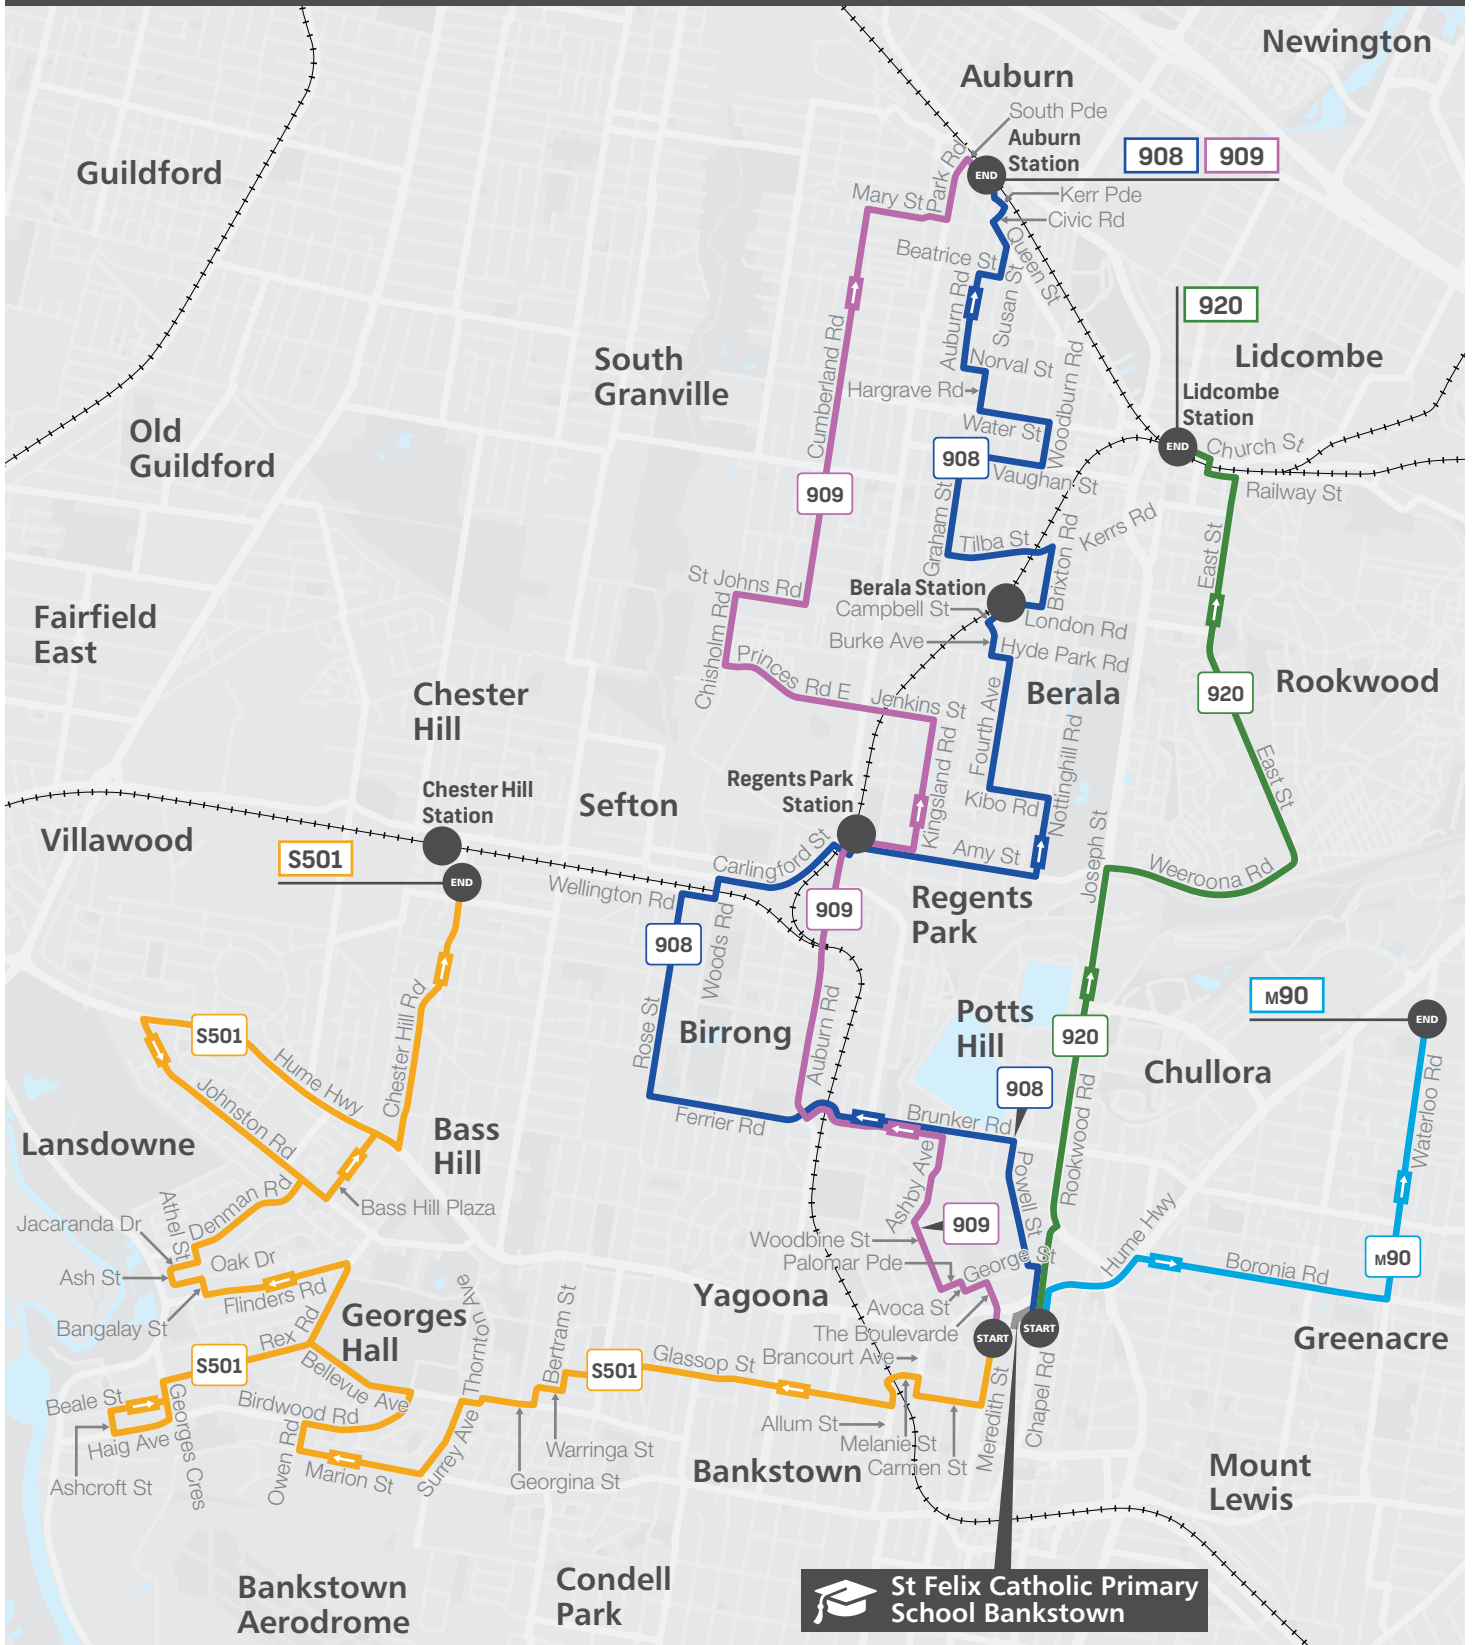 Newington
Auburn
South Pde
Auburn
Station
908
909
Guildford
END
Park Rd
Mary St
Kerr Pde
Civic Rd
Queen St
Beatrice St
Susan St
Auburn Rd
920
Cumberland Rd
South
Granville
Norval St
Woodburn Rd
Lidcombe
Hargrave Rd
Lidcombe
Station
Water St
Old
Guildford
END
Church St
908
Vaughan St
Railway St
909
Graham St
Tilba St
Brixton Rd
Kerrs Rd
East St
St Johns Rd
Berala Station
Campbell St
London Rd
Fairfield
East
Burke Ave
Hyde Park Rd
Chisholm Rd
Princes Rd E
Jenkins St
Berala
920
Rookwood
Chester
Hill
Fourth Ave
Nottinghill Rd
Kingsland Rd
East St
Regents Park
Station
Chester Hill
Station
Sefton
Kibo Rd
Villawood
S501
Carlingford St
Amy St
Joseph St
Weeroona Rd
END
Wellington Rd
909
Regents
Park
908
Woods Rd
M90
END
Potts
Hill
Chester Hill Rd
S501
Rose St
Birrong
Auburn Rd
920
Chullora
Hume Hwy
Johnston Rd
908
Rookwood Rd
Waterloo Rd
Ferrier Rd
Brunker Rd
Lansdowne
Bass
Hill
Ashby Ave
Powell St
Athel St
Denman Rd
Bass Hill Plaza
Jacaranda Dr
909
Woodbine St
Palomar Pde
George St
Hume Hwy
Boronia Rd
M90
Oak Dr
Ash St
Flinders Rd
Bangalay St
Yagoona
Avoca St
The Boulevarde
START
START
Greenacre
Georges
Hall
Rex Rd
Thornton Ave
Bertram St
S501
Bellevue Ave
S501
Glassop St
Brancourt Ave
Beale St
Birdwood Rd
Meredith St
Chapel Rd
Haig Ave
Georges Cres
Owen Rd
Marion St
Surrey Ave
Warringa St
Georgina St
Allum St
Melanie St
Carmen St
Ashcroft St
Bankstown
Mount
Lewis
Bankstown
Aerodrome
Condell
Park
St Felix Catholic Primary
School Bankstown